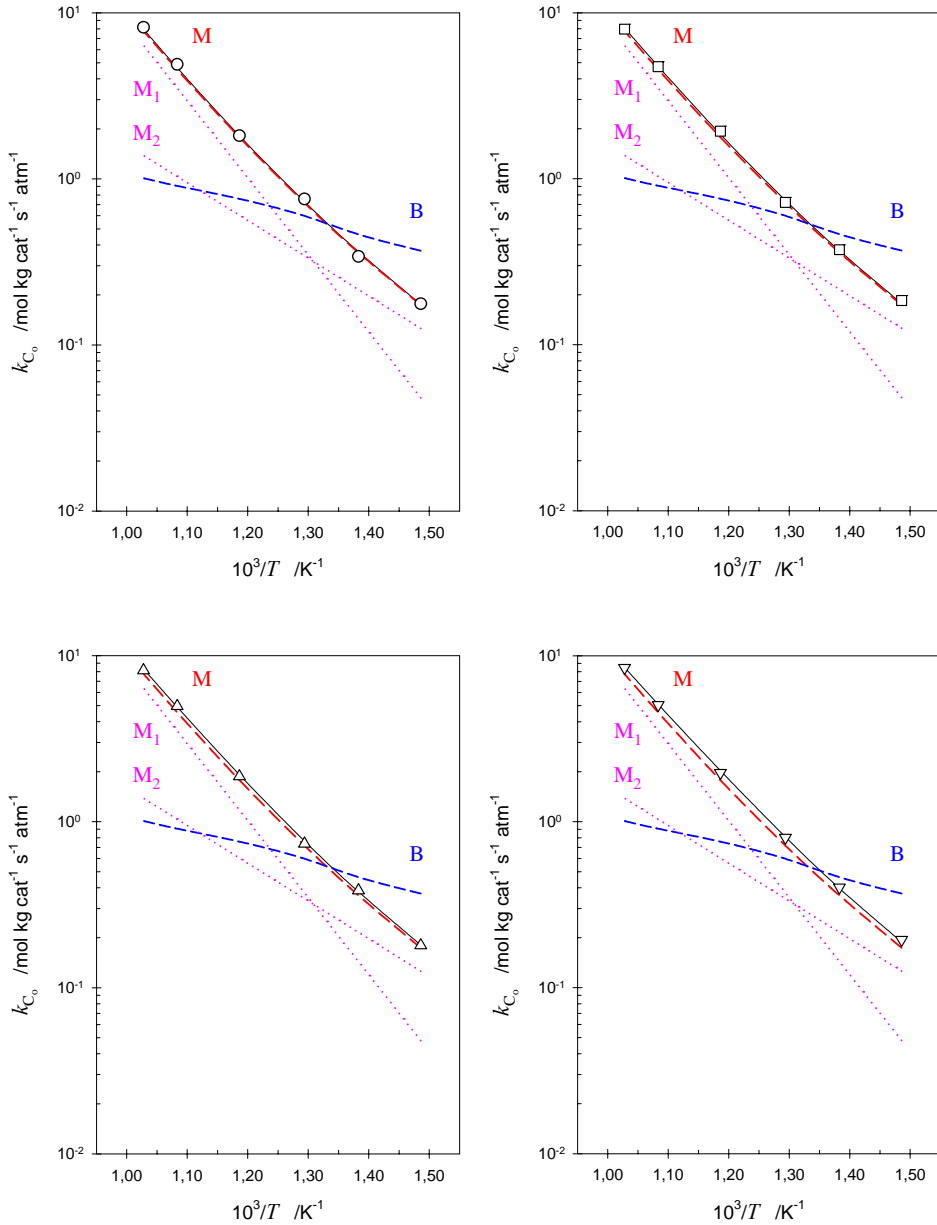 10¹
M
M₁
M₂
10⁰
B
10⁻¹
10⁻²
k_Cₒ /mol kg cat⁻¹ s⁻¹ atm⁻¹
1,00 1,10 1,20 1,30 1,40 1,50
10³/T /K⁻¹
10¹
M
M₁
M₂
10⁰
B
10⁻¹
10⁻²
k_Cₒ /mol kg cat⁻¹ s⁻¹ atm⁻¹
1,00 1,10 1,20 1,30 1,40 1,50
10³/T /K⁻¹
10¹
M
M₁
M₂
10⁰
B
10⁻¹
10⁻²
k_Cₒ /mol kg cat⁻¹ s⁻¹ atm⁻¹
1,00 1,10 1,20 1,30 1,40 1,50
10³/T /K⁻¹
10¹
M
M₁
M₂
10⁰
B
10⁻¹
10⁻²
k_Cₒ /mol kg cat⁻¹ s⁻¹ atm⁻¹
1,00 1,10 1,20 1,30 1,40 1,50
10³/T /K⁻¹